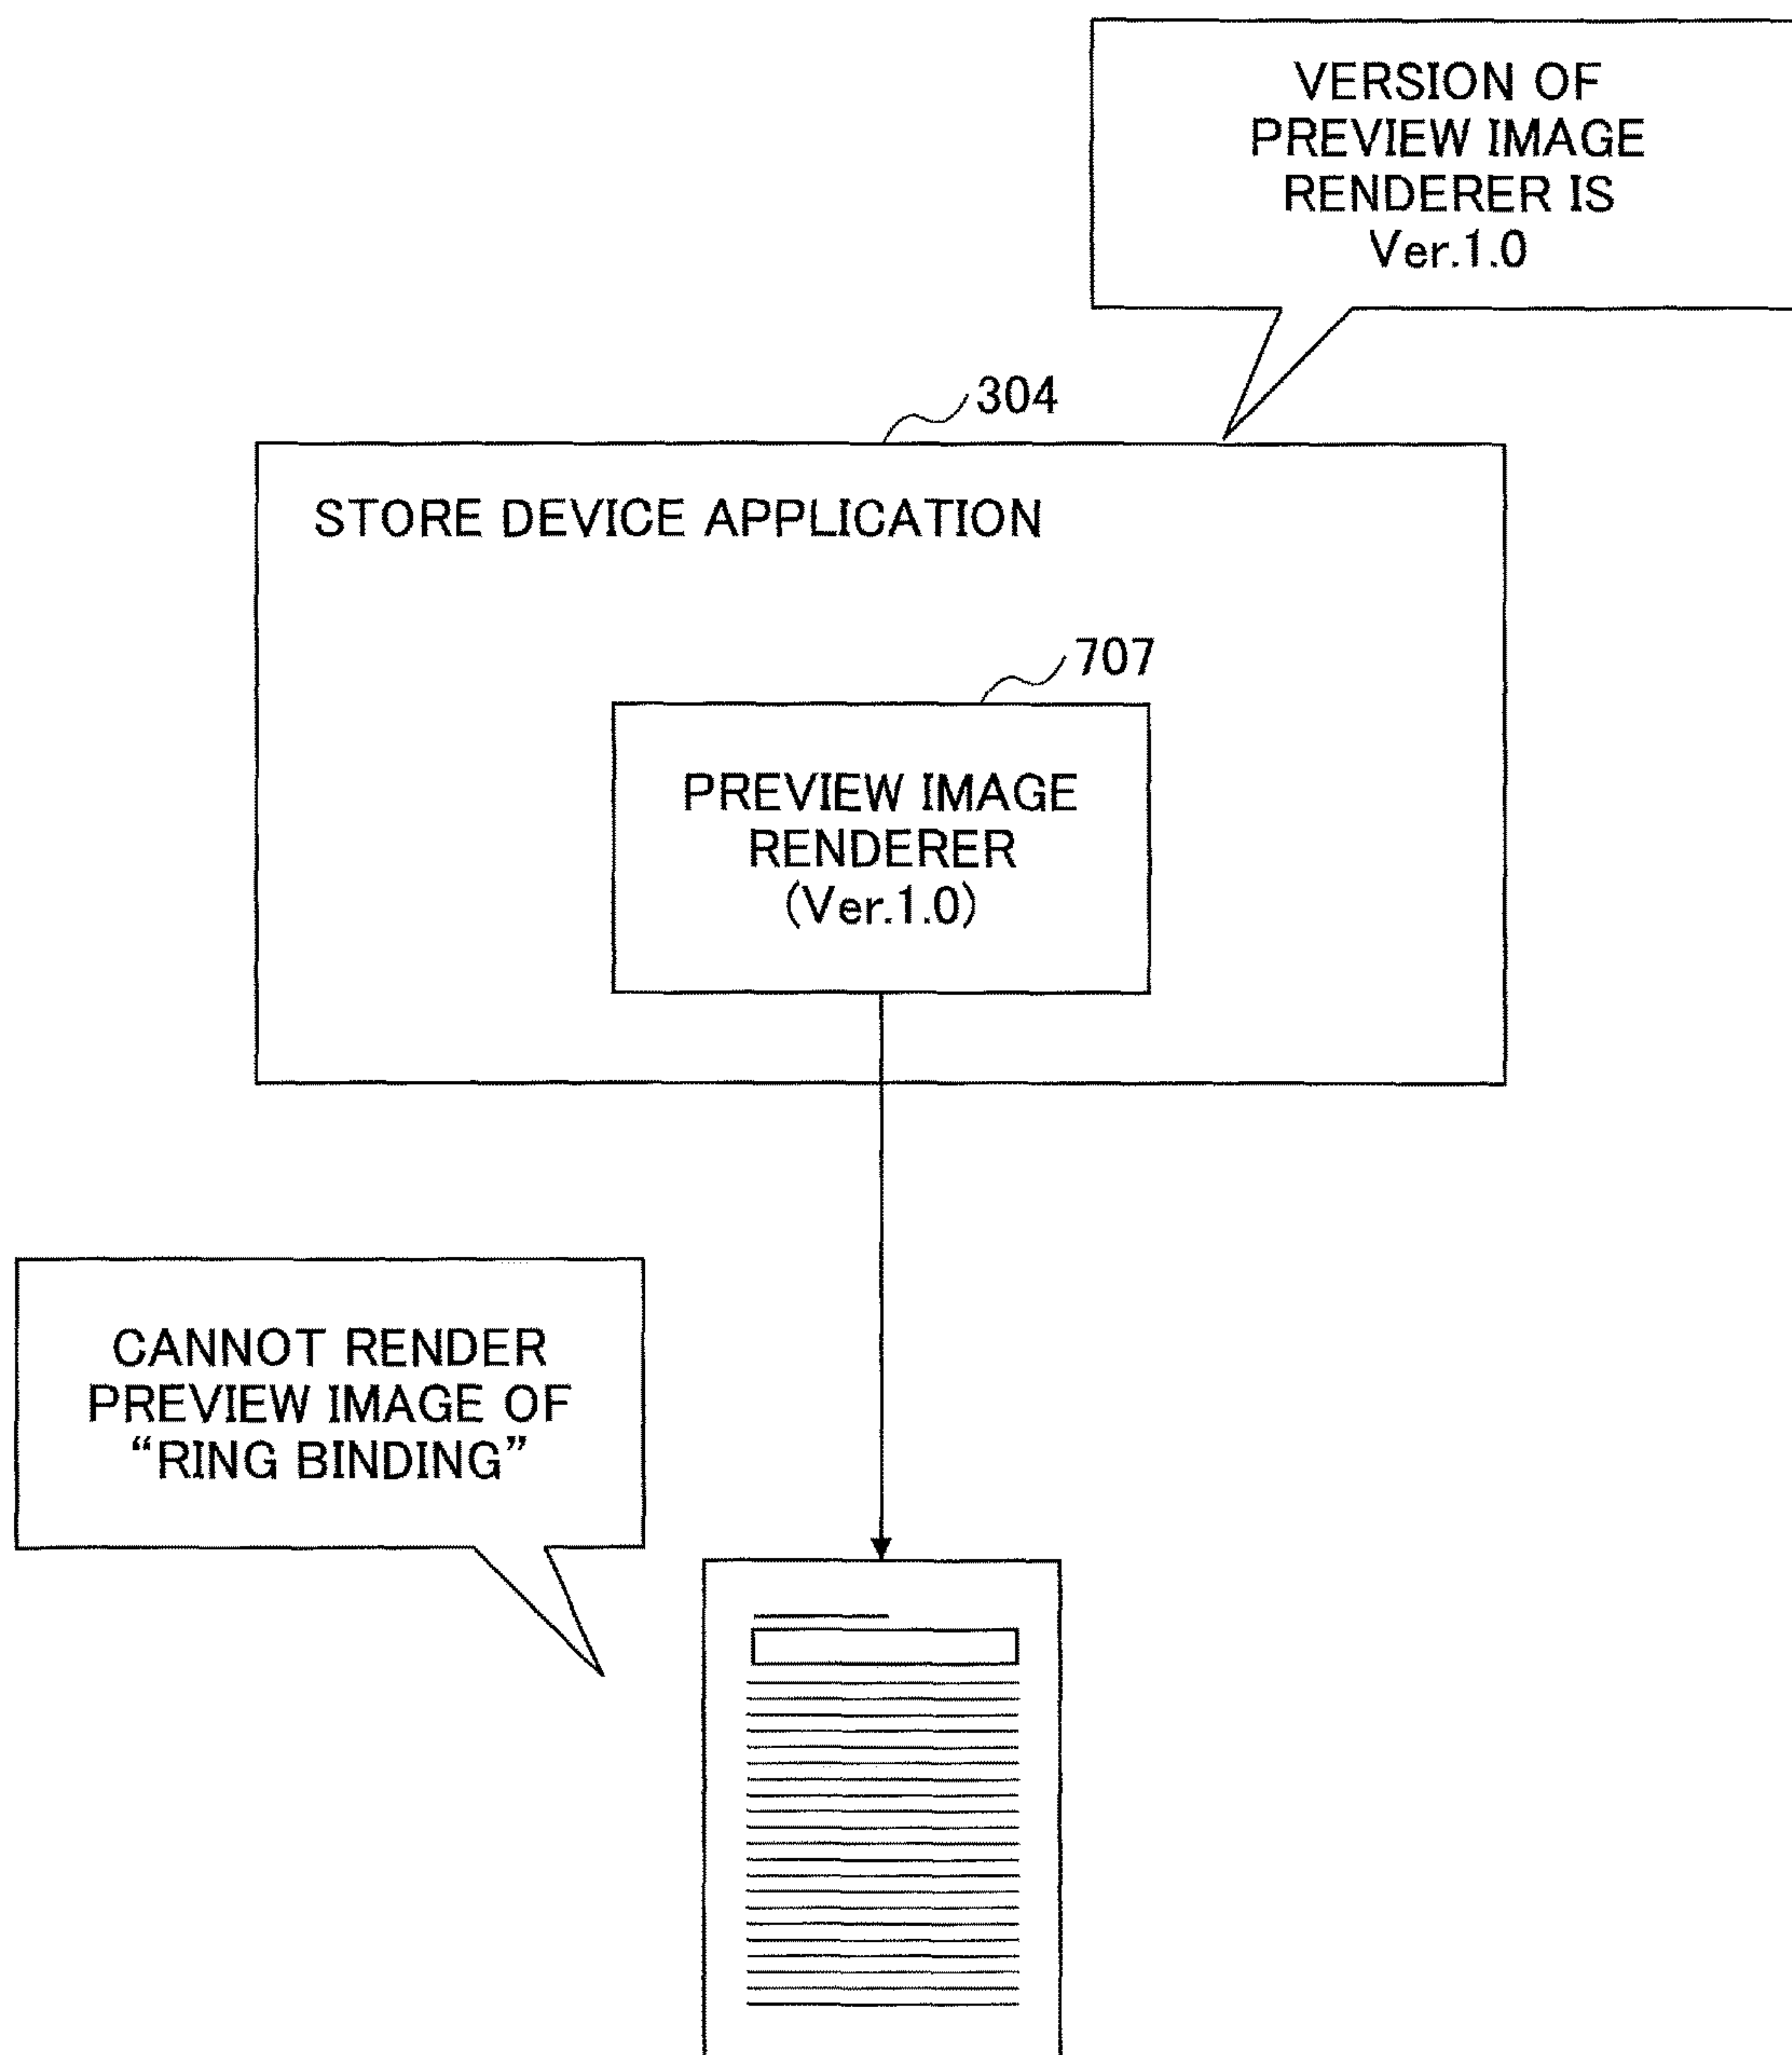 VERSION OF
PREVIEW IMAGE
RENDERER IS
Ver.1.0
304
STORE DEVICE APPLICATION
707
PREVIEW IMAGE
RENDERER
(Ver.1.0)
CANNOT RENDER
PREVIEW IMAGE OF
“RING BINDING”